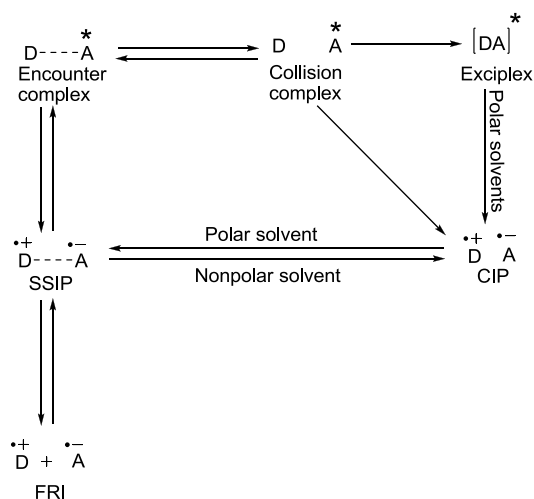 D----A*
D A*
[DA]*
Encounter
complex
Collision
complex
Exciplex
Polar solvents
D•+----A•−
SSIP
Polar solvent
Nonpolar solvent
D•+ A•−
CIP
D•+ + A•−
FRI